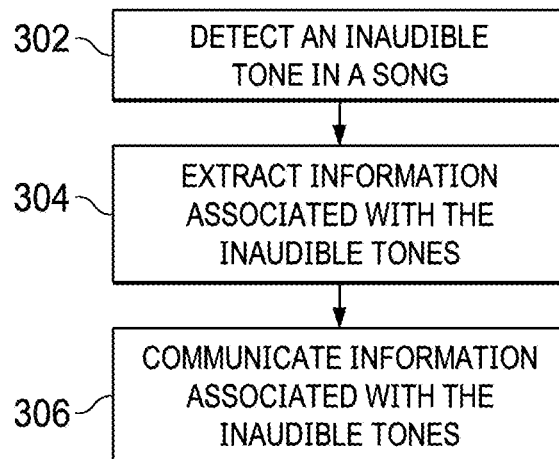 302
DETECT AN INAUDIBLE
TONE IN A SONG
304
EXTRACT INFORMATION
ASSOCIATED WITH THE
INAUDIBLE TONES
306
COMMUNICATE INFORMATION
ASSOCIATED WITH THE
INAUDIBLE TONES